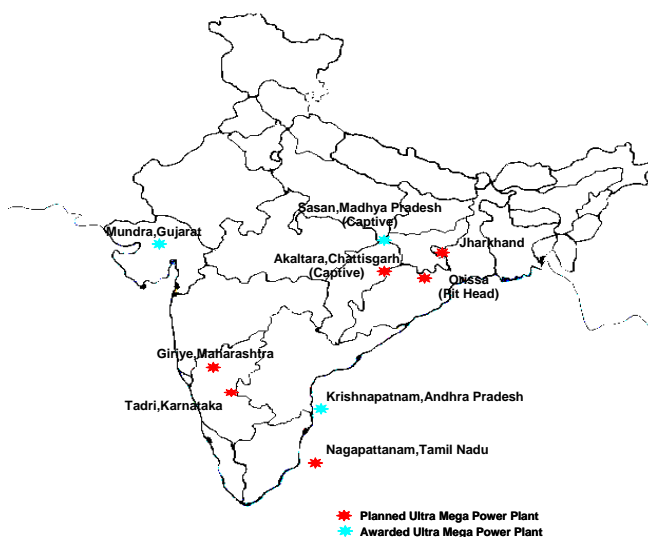 Sasan,Madhya Pradesh
(Captive)
Mundra,Gujarat
Jharkhand
Akaltara,Chattisgarh
(Captive)
Orissa
(Pit Head)
Giriye,Maharashtra
Tadri,Karnataka
Krishnapatnam,Andhra Pradesh
Nagapattanam,Tamil Nadu
Planned Ultra Mega Power Plant
Awarded Ultra Mega Power Plant